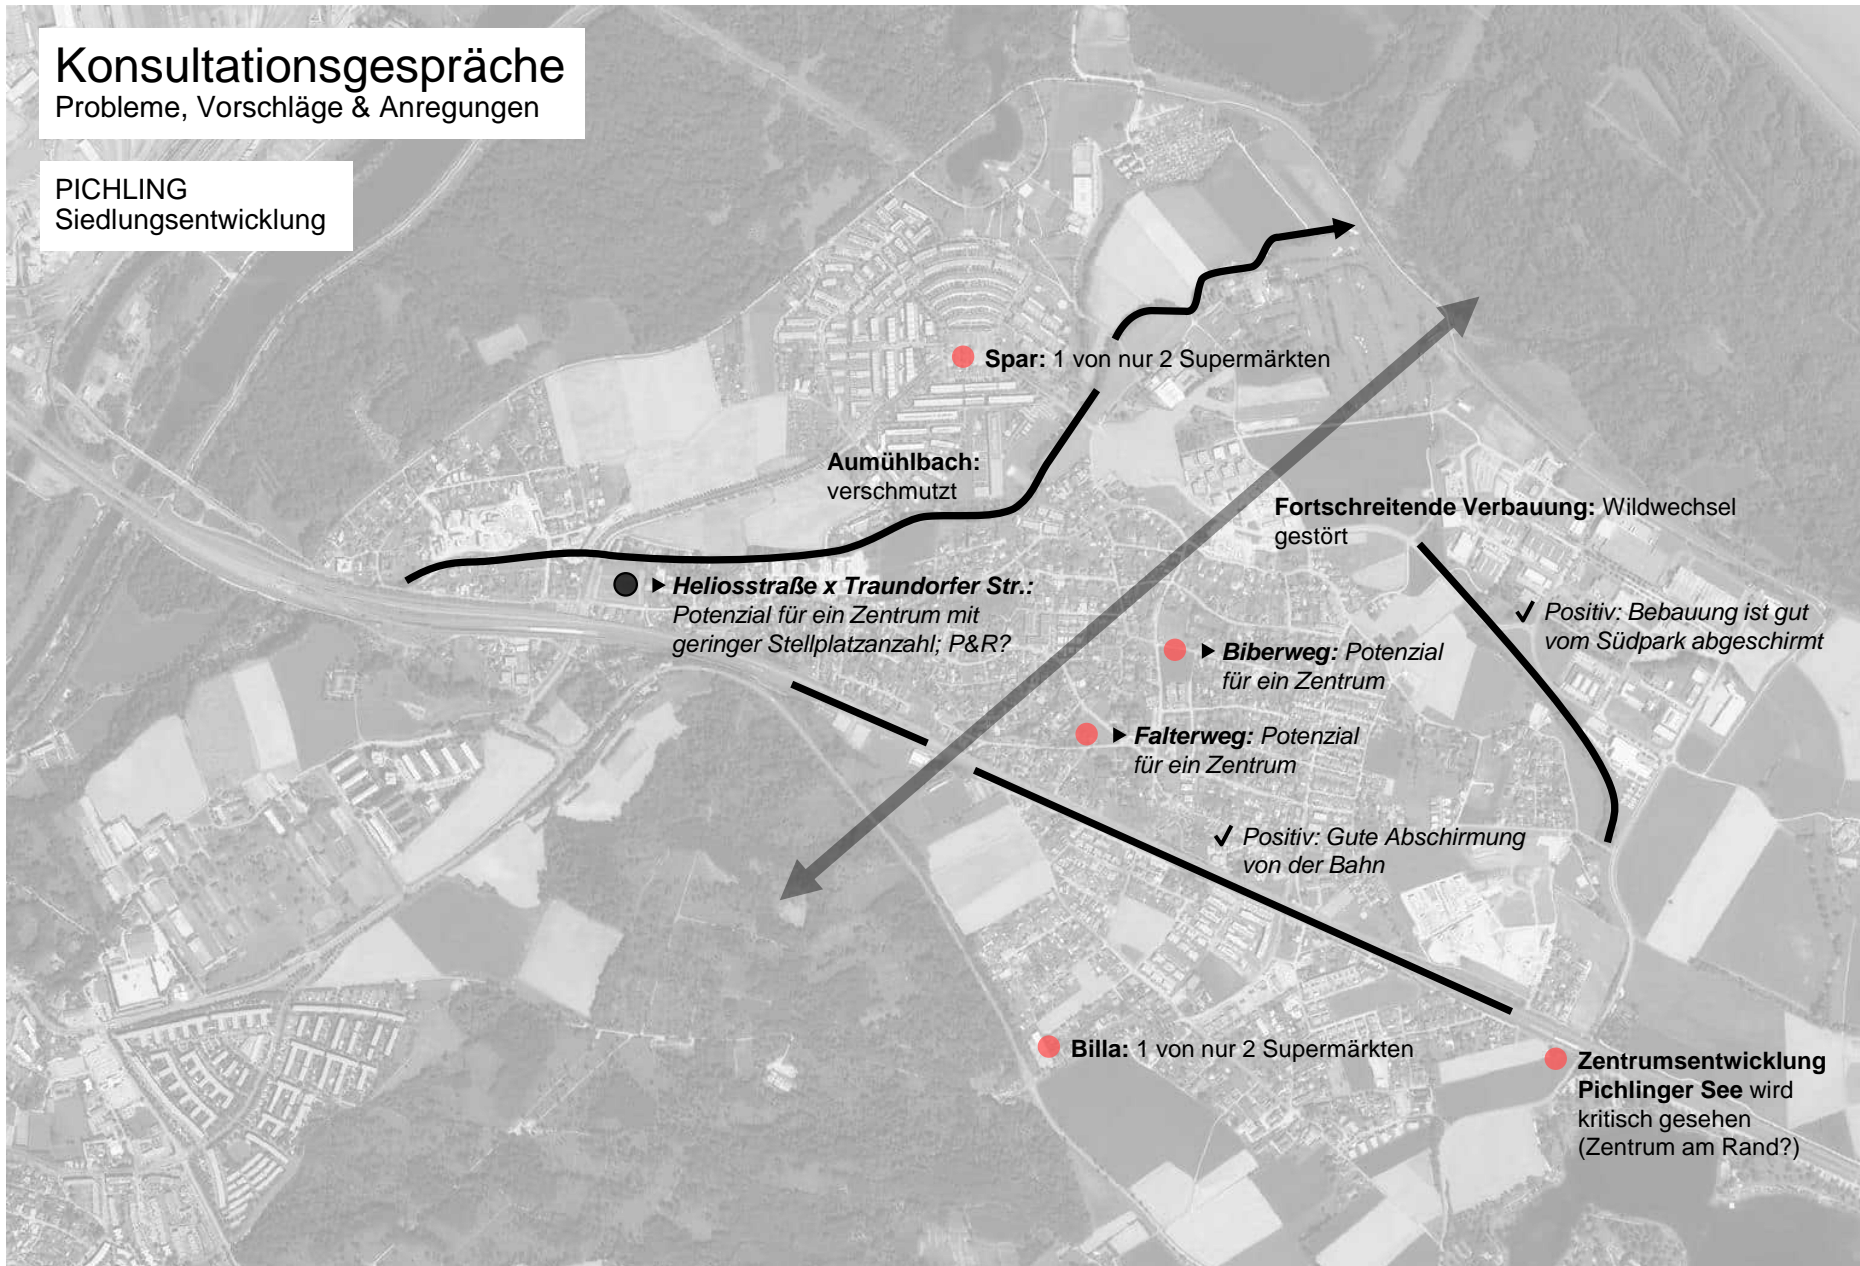 Konsultationsgespräche
Probleme, Vorschläge & Anregungen
PICHLING
Siedlungsentwicklung
Spar: 1 von nur 2 Supermärkten
Aumühlbach:
verschmutzt
Fortschreitende Verbauung: Wildwechsel
gestört
Heliosstraße x Traundorfer Str.:
Potenzial für ein Zentrum mit
geringer Stellplatzanzahl; P&R?
Positiv: Bebauung ist gut
vom Südpark abgeschirmt
Biberweg: Potenzial
für ein Zentrum
Falterweg: Potenzial
für ein Zentrum
Positiv: Gute Abschirmung
von der Bahn
Billa: 1 von nur 2 Supermärkten
Zentrumsentwicklung
Pichlinger See wird
kritisch gesehen
(Zentrum am Rand?)